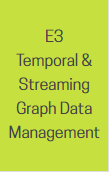 E3
Temporal &
Streaming
Graph Data
Management